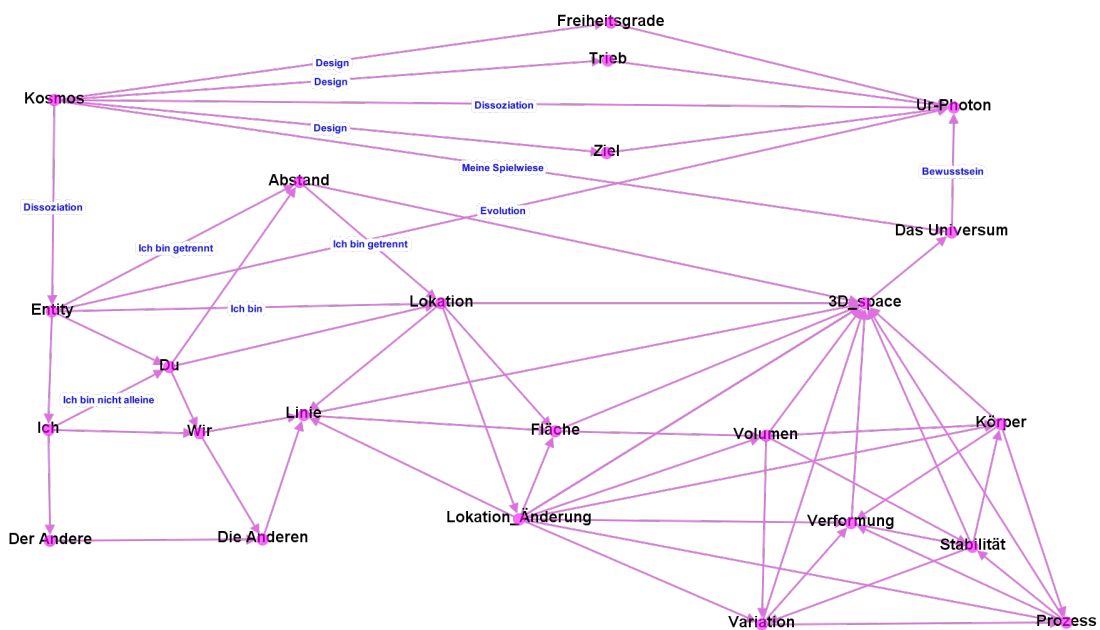 Freiheitsgrade
Design
Trieb
Design
Kosmos
Dissoziation
Ur-Photon
Design
Ziel
Meine Spielwiese
Bewusstsein
Abstand
Dissoziation
Evolution
Das Universum
Ich bin getrennt
Ich bin getrennt
Entity
Ich bin
Lokation
3D_space
Du
Ich bin nicht alleine
Linie
Ich
Wir
Fläche
Volumen
Körper
Lokation_Änderung
Verformung
Der Andere
Die Anderen
Stabilität
Variation
Prozess